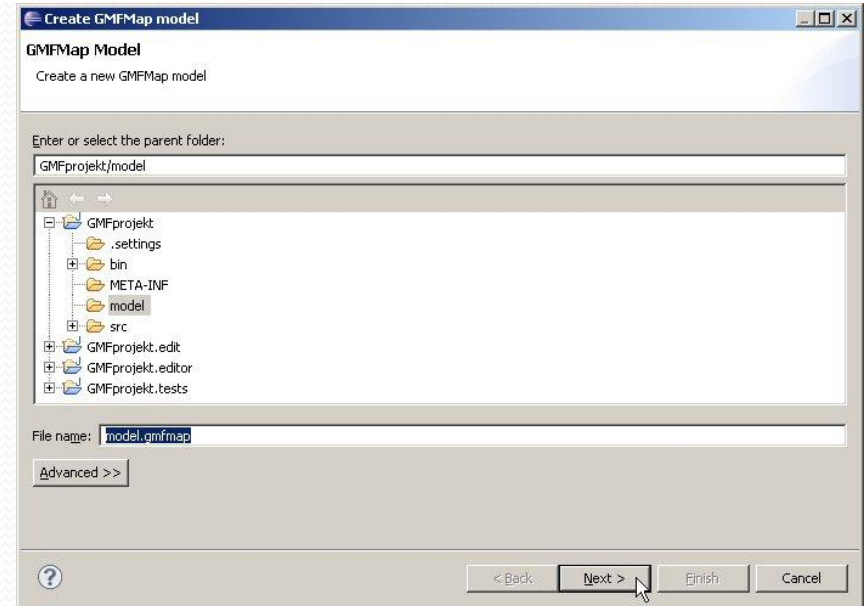 Create GMFMap model
GMFMap Model
Create a new GMFMap model
Enter or select the parent folder:
GMFprojekt/model
GMFprojekt
.settings
bin
META-INF
model
src
GMFprojekt.edit
GMFprojekt.editor
GMFprojekt.tests
File name: model.gmfmap
Advanced >>
? < Back Next > Finish Cancel